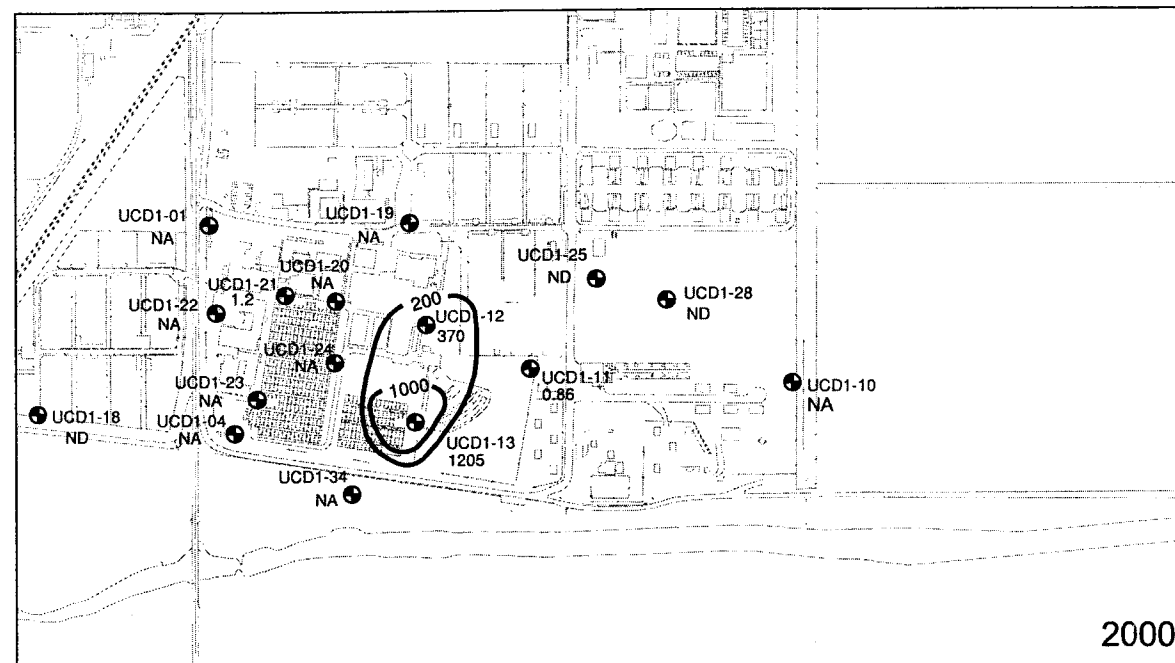 UCD1-01
NA
UCD1-19
NA
UCD1-25
ND
UCD1-20
NA
UCD1-21
1.2
UCD1-28
ND
UCD1-22
NA
200
UCD1-12
370
UCD1-24
NA
UCD1-11
0.86
UCD1-10
NA
1000
UCD1-23
NA
UCD1-18
ND
UCD1-04
NA
UCD1-13
1205
UCD1-34
NA
2000